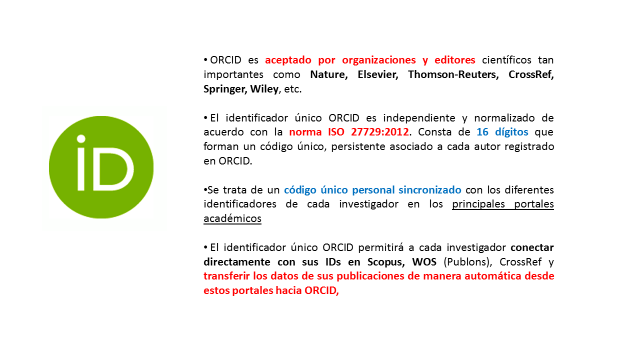 iD
• ORCID es aceptado por organizaciones y editores científicos tan
importantes como Nature, Elsevier, Thomson-Reuters, CrossRef,
Springer, Wiley, etc.
• El identificador único ORCID es independiente y normalizado de
acuerdo con la norma ISO 27729:2012. Consta de 16 dígitos que
forman un código único, persistente asociado a cada autor registrado
en ORCID.
•Se trata de un código único personal sincronizado con los diferentes
identificadores de cada investigador en los principales portales
académicos
• El identificador único ORCID permitirá a cada investigador conectar
directamente con sus IDs en Scopus, WOS (Publons), CrossRef y
transferir los datos de sus publicaciones de manera automática desde
estos portales hacia ORCID,